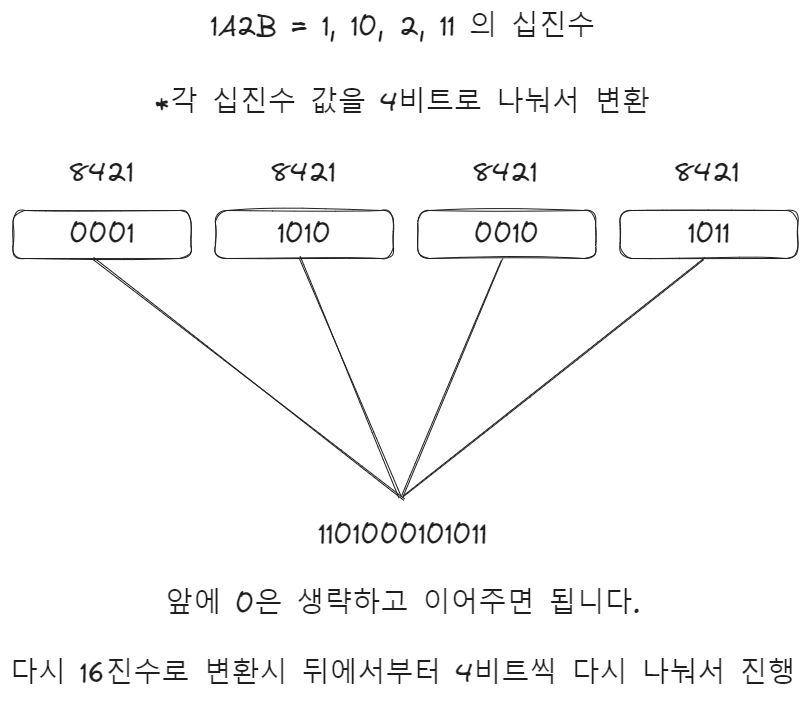 1A2B = 1, 10, 2, 11 의 십진수
*각 십진수 값을 4비트로 나눠서 변환
8421 8421 8421 8421
0001 1010 0010 1011
1101000101011
앞에 0은 생략하고 이어주면 됩니다.
다시 16진수로 변환시 뒤에서부터 4비트씩 다시 나눠서 진행